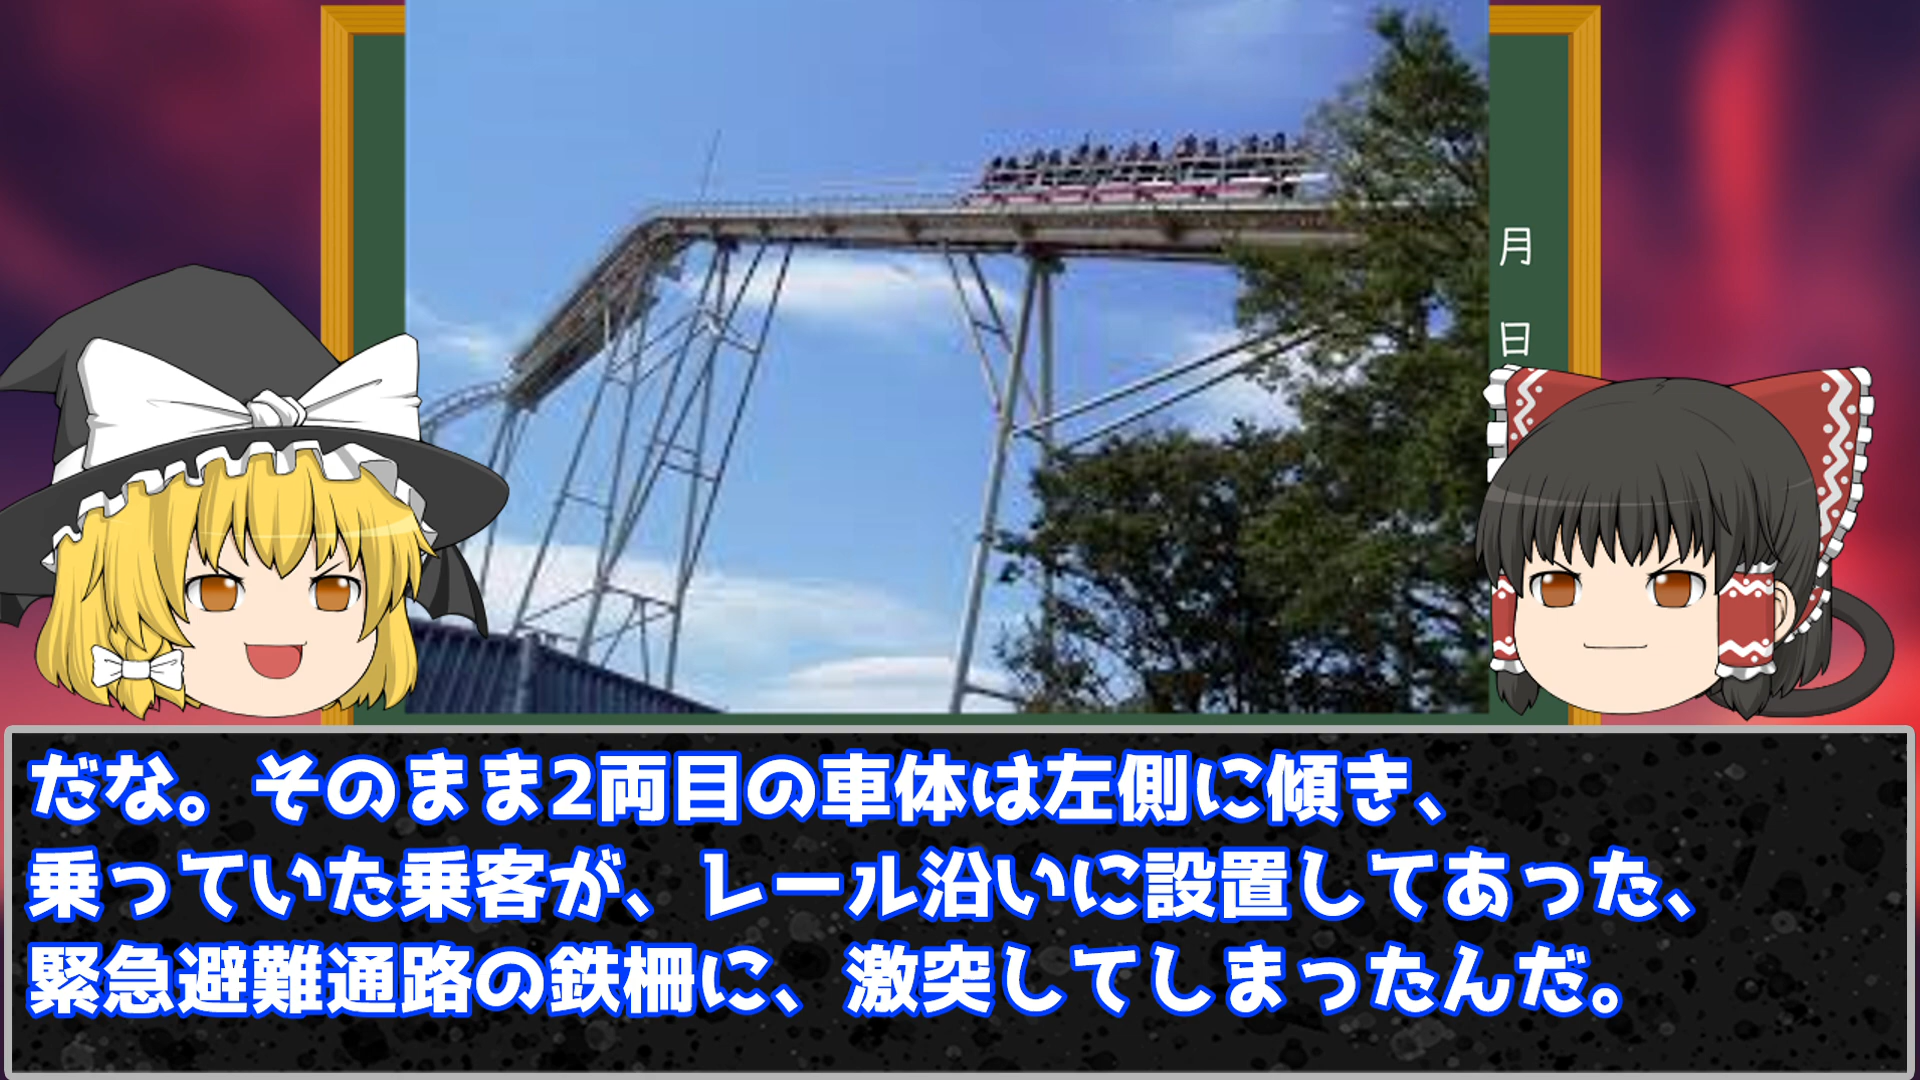 月
日
だな。そのまま2両目の車体は左側に傾き、
乗っていた乗客が、レール沿いに設置してあった、
緊急避難通路の鉄柵に、激突してしまったんだ。